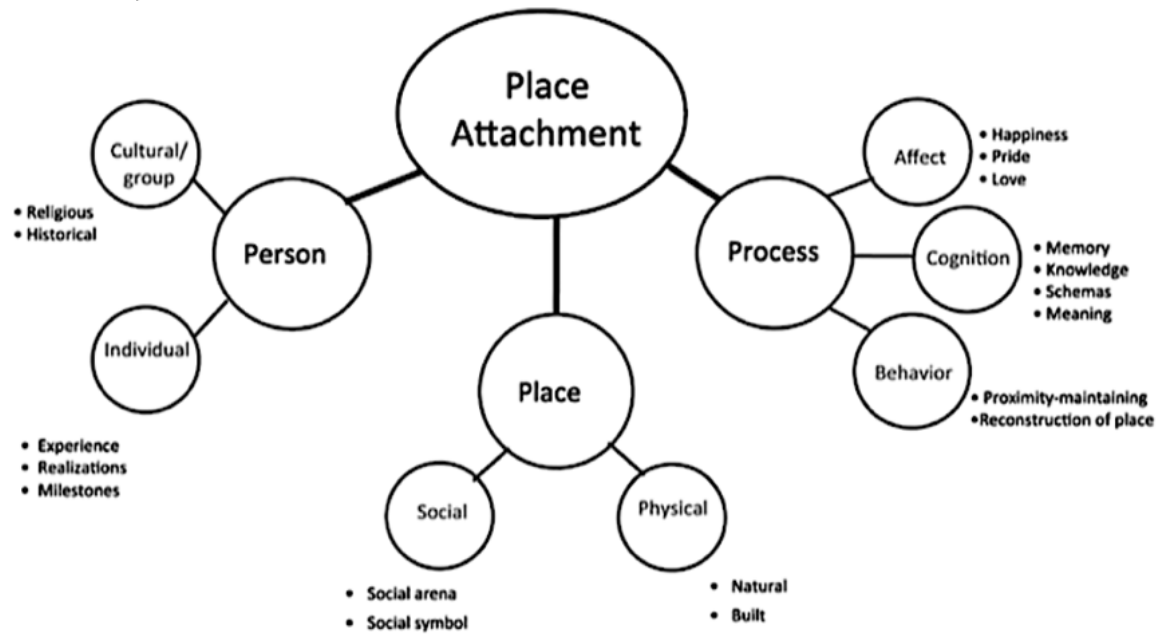 Place
Attachment
Cultural/
group
• Religious
• Historical
Person
Individual
• Experience
• Realizations
• Milestones
Place
Social
• Social arena
• Social symbol
Physical
• Natural
• Built
Process
Affect
• Happiness
• Pride
• Love
Cognition
• Memory
• Knowledge
• Schemas
• Meaning
Behavior
• Proximity-maintaining
•Reconstruction of place